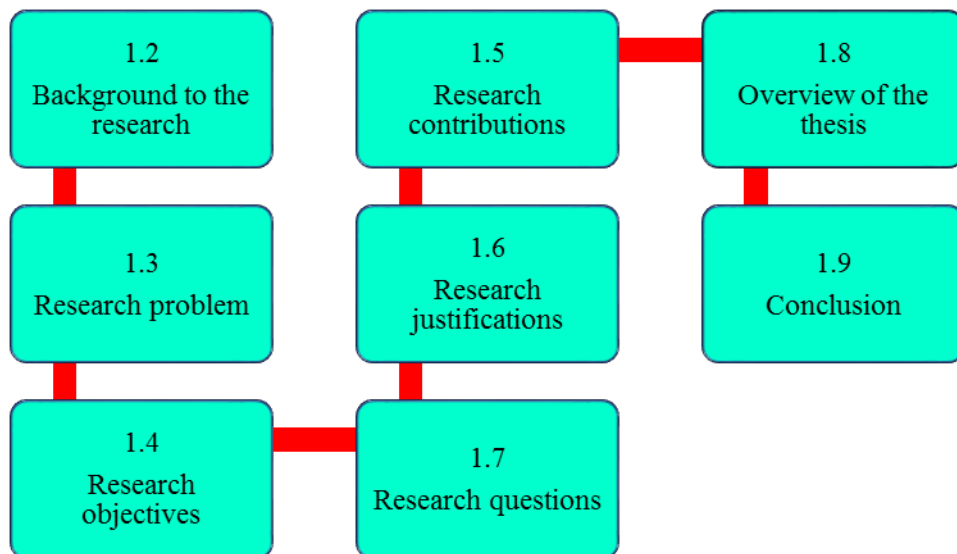 1.2
Background to the
research
1.3
Research problem
1.4
Research
objectives
1.5
Research
contributions
1.6
Research
justifications
1.7
Research questions
1.8
Overview of the
thesis
1.9
Conclusion